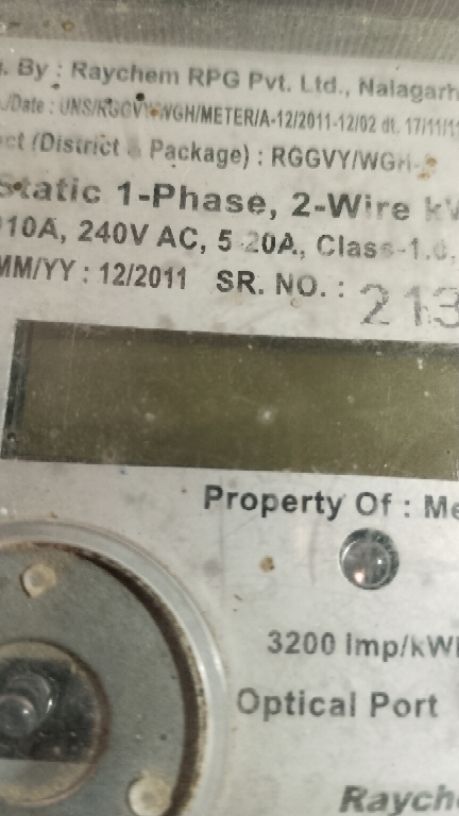 . By : Raychem RPG Pvt. Ltd., Nalagarh
/Date : UNS/RGGVY/WGH/METER/A-12/2011-12/02 dt. 17/11/11
ct (District & Package) : RGGVY/WGH-
Static 1-Phase, 2-Wire kW
10A, 240V AC, 5-20A, Class-1.0,
MM/YY : 12/2011 SR. NO. : 213
Property Of : Me
3200 imp/kWh
Optical Port
Rayche